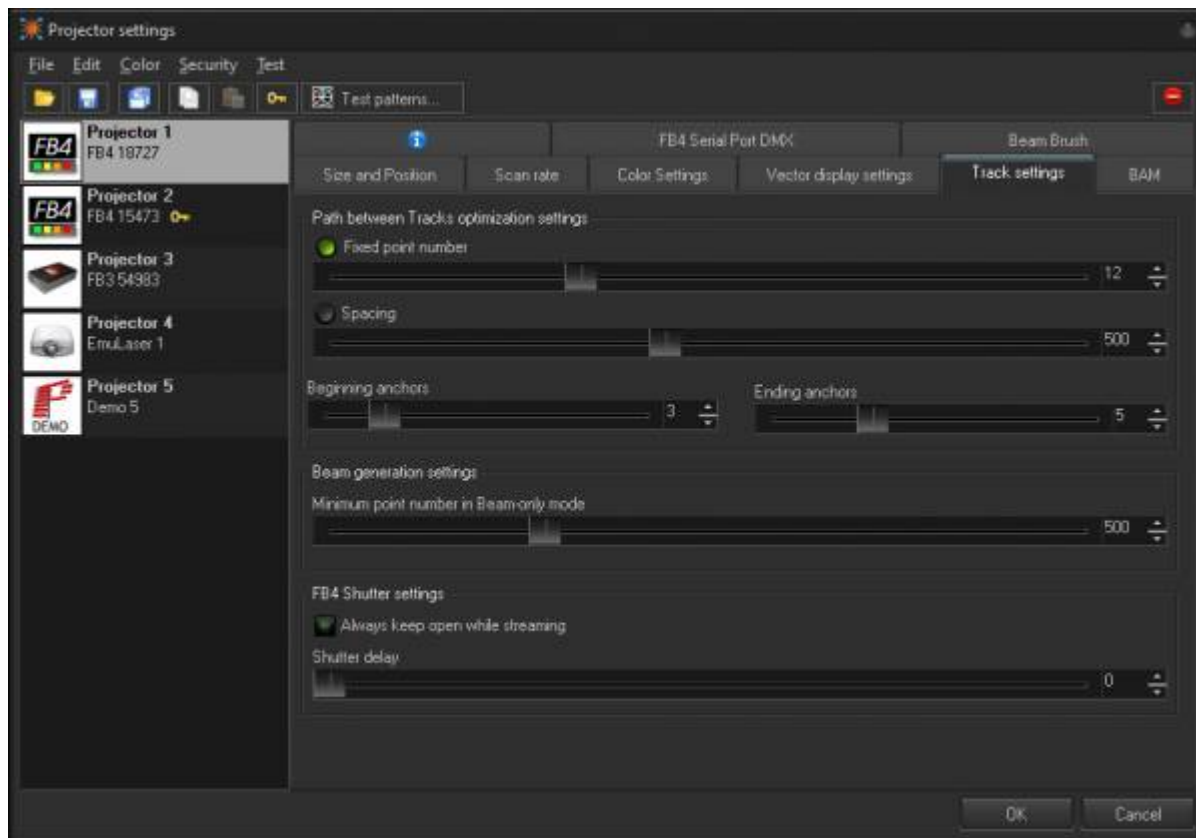 Projector settings
File Edit Color Security Test
Test patterns...
FB4 Projector 1
FB4 18727
FB4 Projector 2
FB4 15473
Projector 3
FB3 54983
Projector 4
EmuLaser 1
Projector 5
Demo 5
DEMO
FB4 Serial Port DMX Beam Brush
Size and Position Scan rate Color Settings Vector display settings Track settings BAM
Path between Tracks optimization settings
Fixed point number
12
Spacing
500
Beginning anchors
3
Ending anchors
5
Beam generation settings
Minimum point number in Beam-only mode
500
FB4 Shutter settings
Always keep open while streaming
Shutter delay
0
OK Cancel